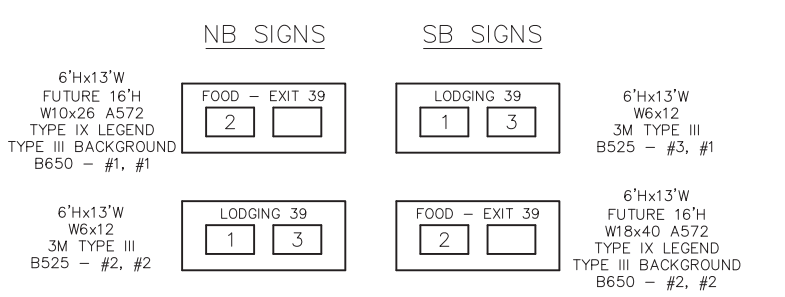 NB SIGNS
SB SIGNS
6'Hx13'W
FUTURE 16'H
W10x26 A572
TYPE IX LEGEND
TYPE III BACKGROUND
B650 – #1, #1
FOOD – EXIT 39
2
LODGING 39
1 3
6'Hx13'W
W6x12
3M TYPE III
B525 – #3, #1
6'Hx13'W
W6x12
3M TYPE III
B525 – #2, #2
LODGING 39
1 3
FOOD – EXIT 39
2
6'Hx13'W
FUTURE 16'H
W18x40 A572
TYPE IX LEGEND
TYPE III BACKGROUND
B650 – #2, #2